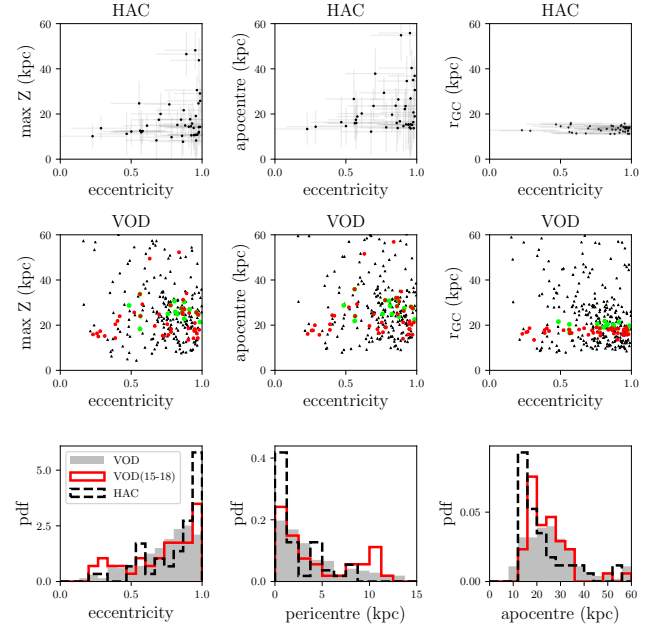 HAC HAC HAC
60 60 60
40 40 40
20 20 20
0 0 0
max Z (kpc) apocentre (kpc) r_GC (kpc)
0.0 0.5 1.0 0.0 0.5 1.0 0.0 0.5 1.0
eccentricity eccentricity eccentricity
VOD VOD VOD
60 60 60
40 40 40
20 20 20
0 0 0
max Z (kpc) apocentre (kpc) r_GC (kpc)
0.0 0.5 1.0 0.0 0.5 1.0 0.0 0.5 1.0
eccentricity eccentricity eccentricity
VOD
VOD(15-18)
HAC
5.0 0.4
2.5 0.2 0.05
0.0 0.0 0.00
pdf pdf pdf
0.0 0.5 1.0 0 5 10 15 0 10 20 30 40 50 60
eccentricity pericentre (kpc) apocentre (kpc)